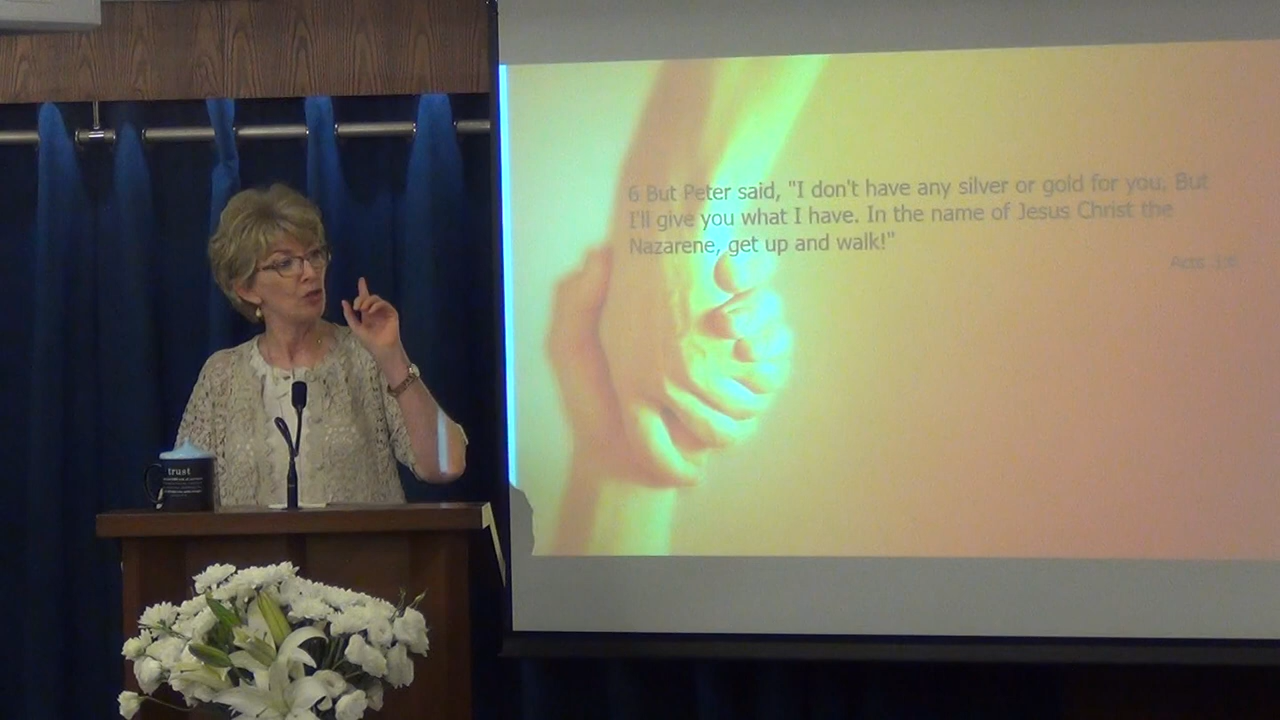 trust
6 But Peter said, "I don't have any silver or gold for you. But
I'll give you what I have. In the name of Jesus Christ the
Nazarene, get up and walk!"
Acts